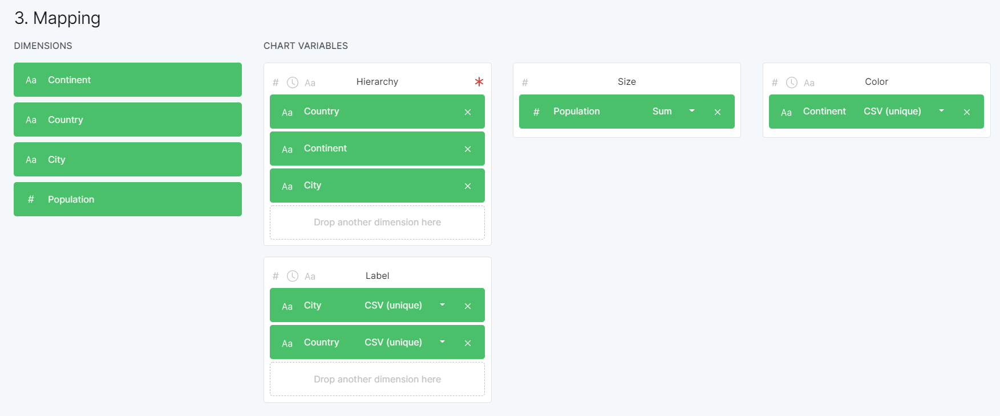 3. Mapping
DIMENSIONS
Aa Continent
Aa Country
Aa City
# Population
CHART VARIABLES
# Aa Hierarchy *
Aa Country ×
Aa Continent ×
Aa City ×
Drop another dimension here
# Aa Label
Aa City CSV (unique) ×
Aa Country CSV (unique) ×
Drop another dimension here
# Size
# Population Sum ×
# Aa Color
Aa Continent CSV (unique) ×